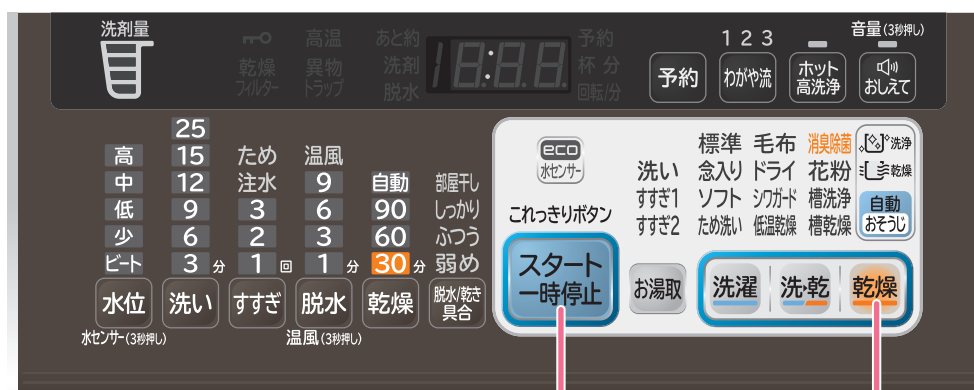 洗剤量
高温
あと約
予約
乾燥
フィルター
異物
トラップ
洗剤
脱水
18:8.8.
杯 分
回転/分
1 2 3
音量(3秒押し)
予約
わがや流
ホット
高洗浄
おしえて
25
高 15 ため 温風
中 12 注水 9 自動 部屋干し
低 9 3 6 90 しっかり
少 6 2 3 60 ふつう
ビート 3 分 1 回 1 分 30 分 弱め
水位
洗い
すすぎ
脱水
乾燥
脱水/乾き
具合
水センサー(3秒押し)
温風(3秒押し)
eco
水センサー
これっきりボタン
スタート
一時停止
洗い
すすぎ1
すすぎ2
標準 毛布 消臭除菌
念入り ドライ 花粉
ソフト シワガード 槽洗浄
ため洗い 低温乾燥 槽乾燥
洗浄
乾燥
自動
おそうじ
お湯取
洗濯
洗・乾
乾燥